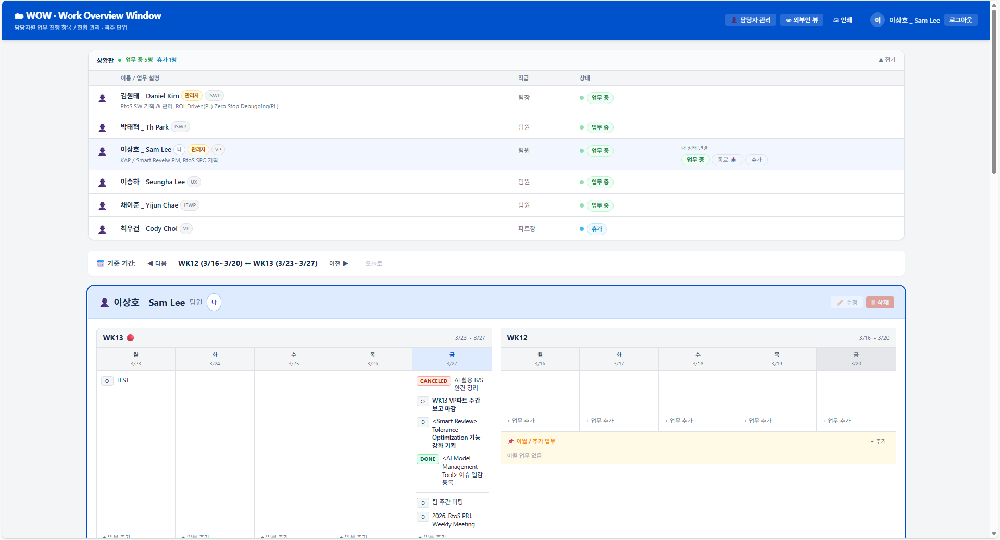 WOW · Work Overview Window
담당자별 업무 진행 항목 / 현황 관리 · 격주 단위
담당자 관리
외부인 뷰
인쇄
이
이상호 _ Sam Lee
로그아웃
상황판 ● 업무 중 5명 휴가 1명
▲ 접기
이름 / 업무 설명
직급
상태
김원태 _ Daniel Kim 관리자 ISWP
RtoS SW 기획 & 관리, ROI-Driven(PL) Zero Stop Debugging(PL)
팀장
업무 중
박태혁 _ Th Park ISWP
팀원
업무 중
이상호 _ Sam Lee 나 관리자 VP
KAP / Smart Reveiw PM, RtoS SPC 기획
팀원
업무 중
내 상태 변경
업무 중 종료 휴가
이승하 _ Seungha Lee UX
팀원
업무 중
채이준 _ Yijun Chae ISWP
팀원
업무 중
최우건 _ Cody Choi VP
파트장
휴가
기준 기간: ◀ 다음 WK12 (3/16~3/20) ↔ WK13 (3/23~3/27) 이전 ▶ 오늘로
이상호 _ Sam Lee 팀원 나
수정
삭제
WK13
3/23 ~ 3/27
월
3/23
화
3/24
수
3/25
목
3/26
금
3/27
○ TEST
CANCELED AI 활용 B/S
안건 정리
○ WK13 VP파트 주간
보고 마감
○ <Smart Review>
Tolerance
Optimization 기능
강화 기획
DONE <AI Model
Management
Tool> 이슈 일감
등록
○ 팀 주간 미팅
○ 2026. RtoS PRJ.
Weekly Meeting
+ 업무 추가
+ 업무 추가
+ 업무 추가
+ 업무 추가
+ 업무 추가
WK12
3/16 ~ 3/20
월
3/16
화
3/17
수
3/18
목
3/19
금
3/20
+ 업무 추가
+ 업무 추가
+ 업무 추가
+ 업무 추가
+ 업무 추가
이월 / 추가 업무
+ 추가
이월 업무 없음